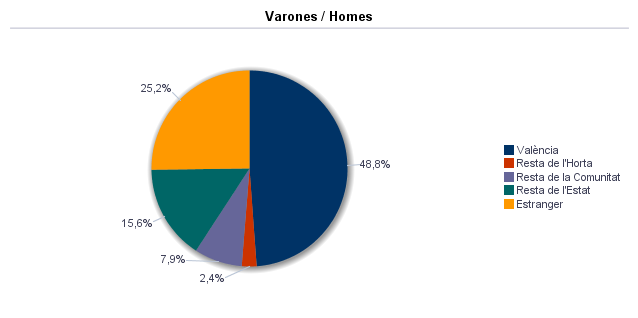 Varones / Homes
25,2%
48,8%
15,6%
7,9%
2,4%
València
Resta de l'Horta
Resta de la Comunitat
Resta de l'Estat
Estranger